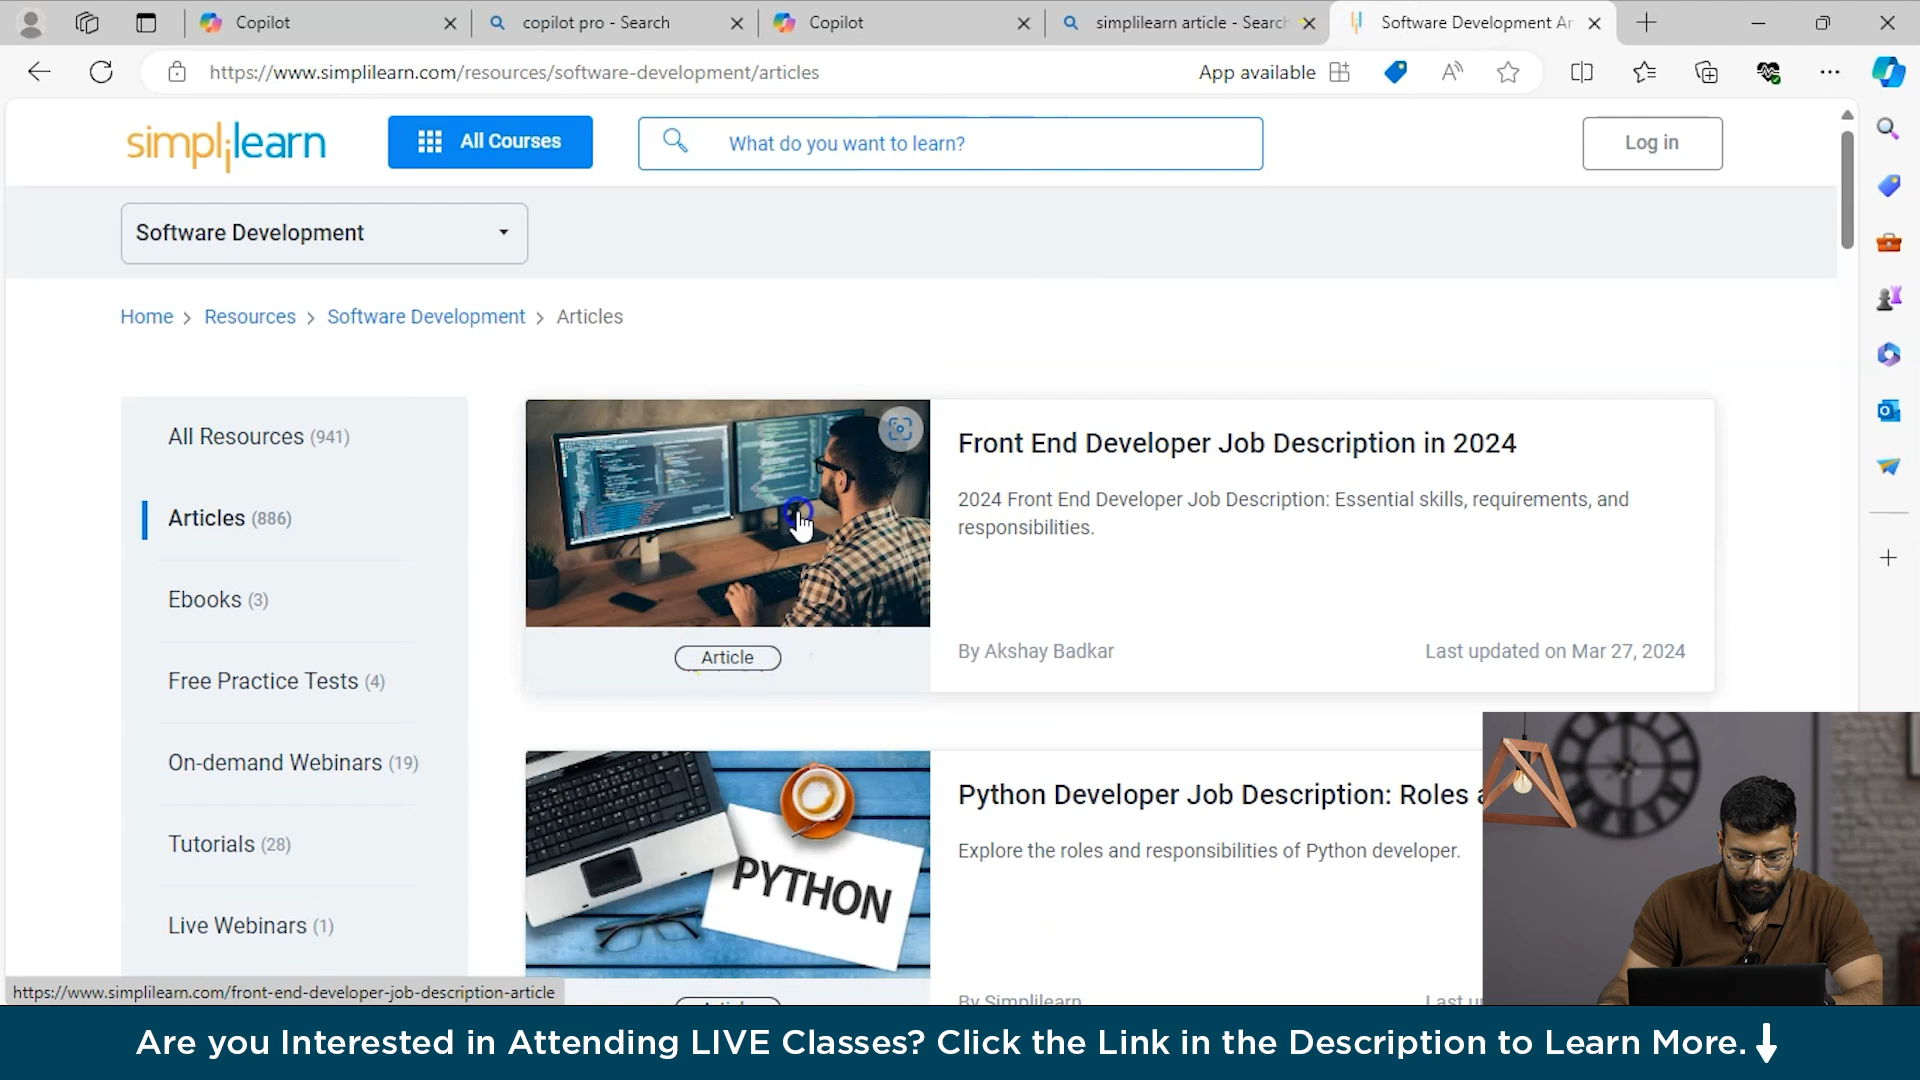 Copilot
copilot pro - Search
Copilot
simplilearn article - Search
Software Development Ar
https://www.simplilearn.com/resources/software-development/articles
App available
simplilearn
All Courses
What do you want to learn?
Log in
Software Development
Home > Resources > Software Development > Articles
All Resources (941)
Articles (886)
Ebooks (3)
Free Practice Tests (4)
On-demand Webinars (19)
Tutorials (28)
Live Webinars (1)
Front End Developer Job Description in 2024
2024 Front End Developer Job Description: Essential skills, requirements, and
responsibilities.
Article
By Akshay Badkar
Last updated on Mar 27, 2024
PYTHON
Python Developer Job Description: Roles
Explore the roles and responsibilities of Python developer.
By Simplilearn
https://www.simplilearn.com/front-end-developer-job-description-article
Are you Interested in Attending LIVE Classes? Click the Link in the Description to Learn More.